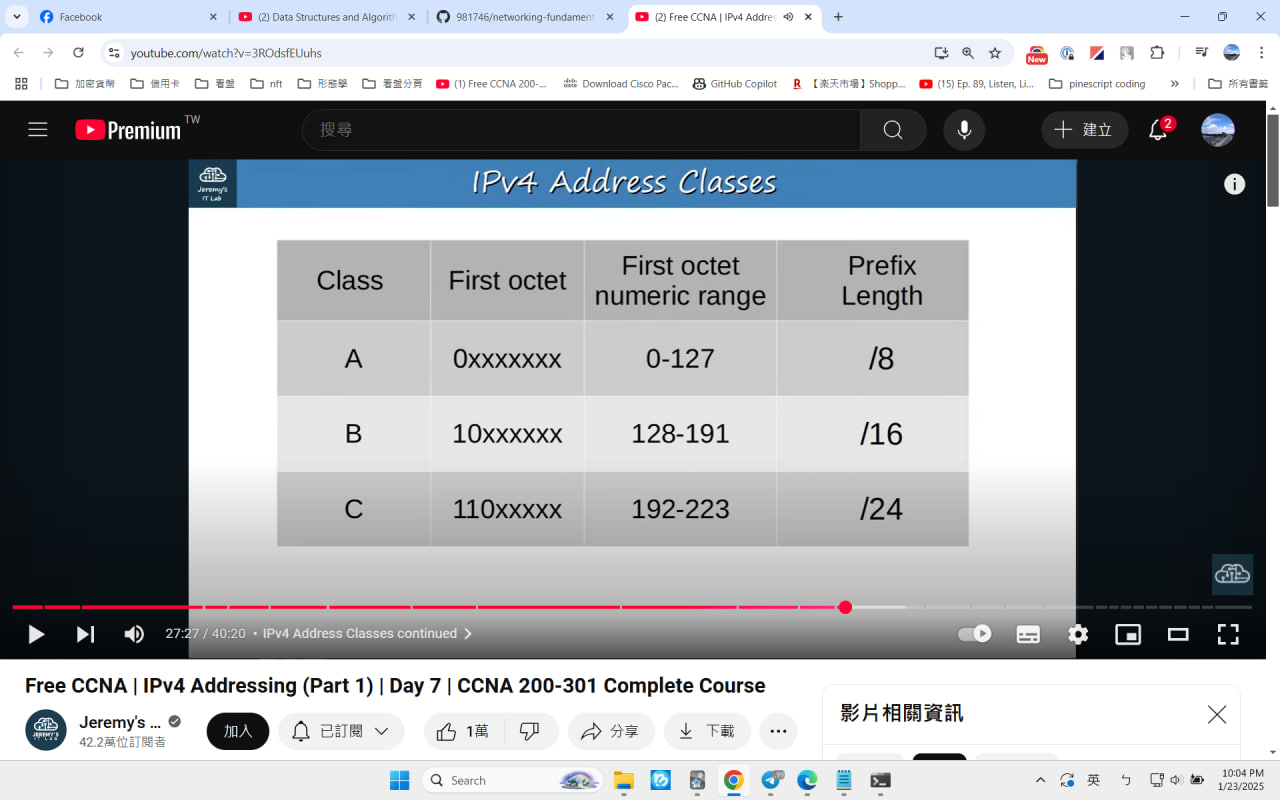 Facebook
(2) Data Structures and Algorith
981746/networking-fundament
(2) Free CCNA | IPv4 Addres
youtube.com/watch?v=3ROdsfEUuhs
New
加密貨幣
信用卡
看盤
nft
形態學
看盤分頁
(1) Free CCNA 200-...
Download Cisco Pac...
GitHub Copilot
【楽天市場】Shopp...
(15) Ep. 89, Listen, Li...
pinescript coding
所有書籤
Premium TW
搜尋
建立
2
Jeremy's
IT Lab
IPv4 Address Classes
Class First octet First octet numeric range Prefix Length
A 0xxxxxxx 0-127 /8
B 10xxxxxx 128-191 /16
C 110xxxxx 192-223 /24
27:27 / 40:20 • IPv4 Address Classes continued
Free CCNA | IPv4 Addressing (Part 1) | Day 7 | CCNA 200-301 Complete Course
JEREMY'S
IT LAB
Jeremy's ...
42.2萬位訂閱者
加入
已訂閱
1萬
分享
下載
影片相關資訊
Search
99
英
ㄅ
10:04 PM
1/23/2025